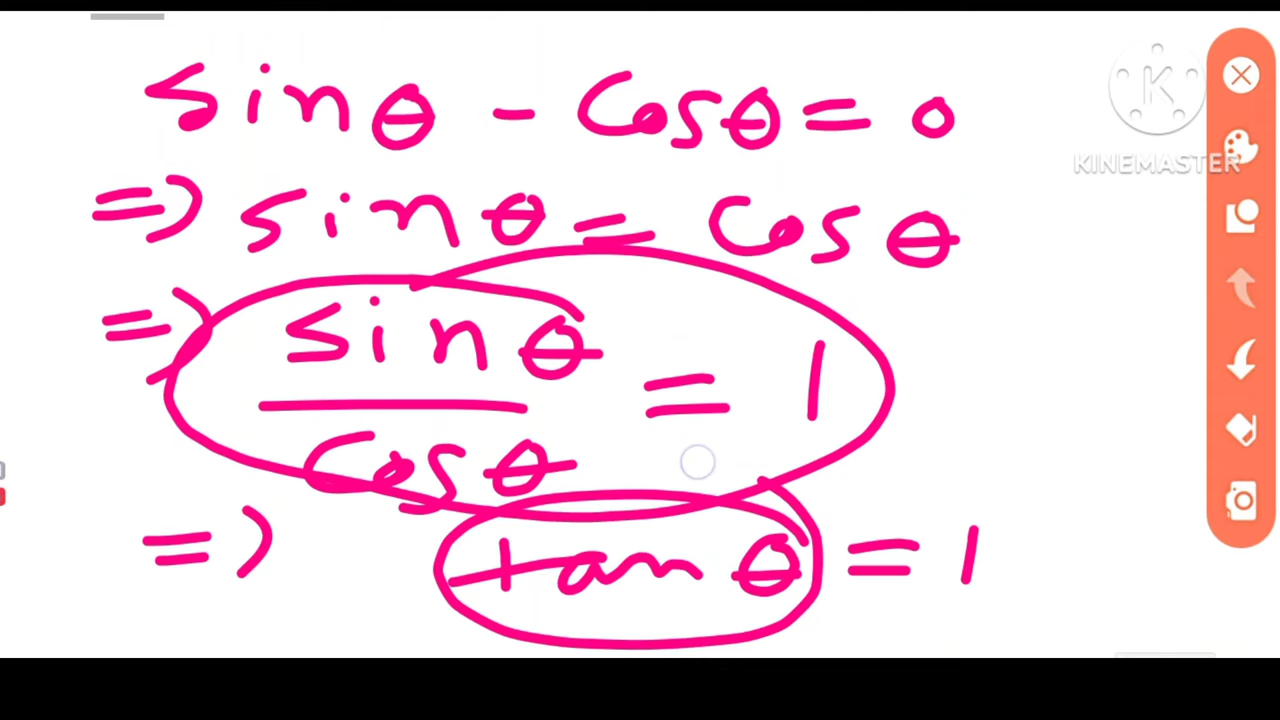 sinθ - cosθ = 0
KINEMASTER
=> sinθ = cosθ
=> sinθ/cosθ = 1
=> tanθ = 1